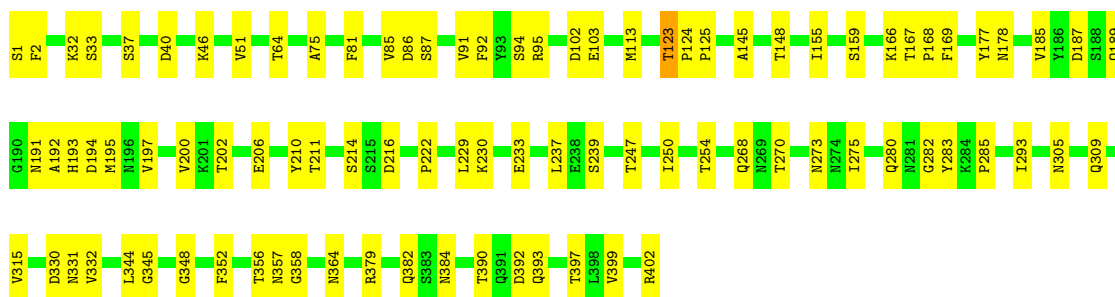 S1 F2 K32 S33 S37 D40 K46 V51 T64 A75 F81 V85 D86 S87 V91 F92 Y93 S94 R95 D102 E103 M113 T123 P124 P125 A145 T148 I155 S159 K166 T167 P168 F169 Y177 N178 V185 Y186 D187 S188
G190 N191 A192 H193 D194 M195 N196 V197 V200 K201 T202 E206 Y210 T211 S214 S215 D216 P222 L229 K230 E233 L237 E238 S239 T247 I250 T254 Q268 N269 T270 N273 N274 I275 Q280 N281 G282 Y283 K284 P285 I293 N305 Q309
V315 D330 N331 V332 L344 G345 G348 F352 T356 N357 G358 N364 R379 Q382 S383 N384 T390 Q391 D392 Q393 T397 L398 V399 R402